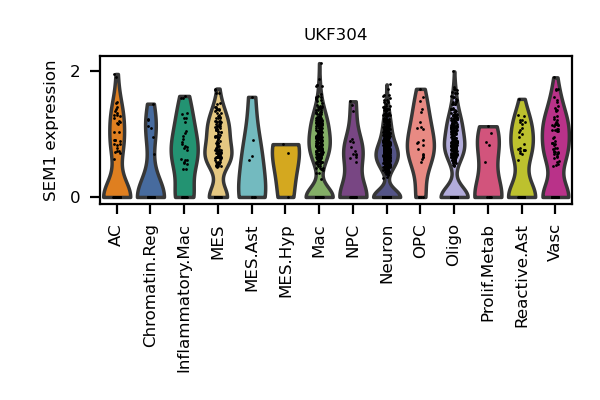 UKF304
SEM1 expression
2
0
AC
Chromatin.Reg
Inflammatory.Mac
MES
MES.Ast
MES.Hyp
Mac
NPC
Neuron
OPC
Oligo
Prolif.Metab
Reactive.Ast
Vasc